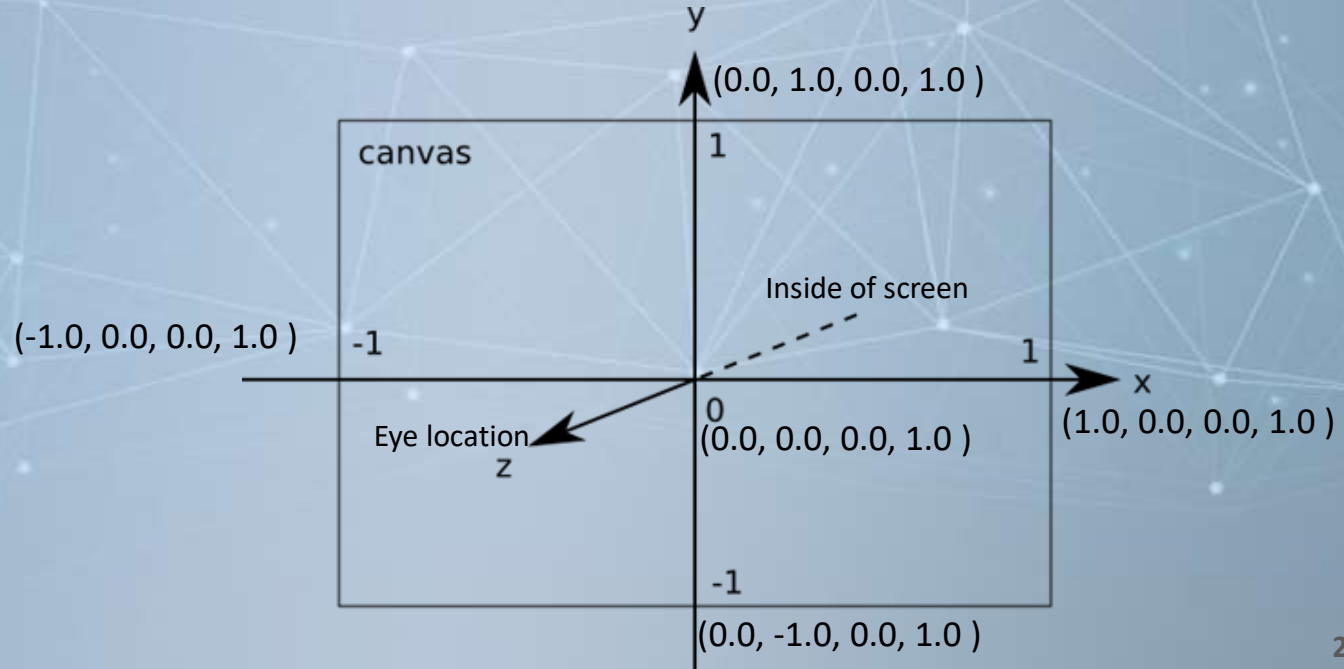 y
(0.0, 1.0, 0.0, 1.0 )
canvas
1
Inside of screen
(-1.0, 0.0, 0.0, 1.0 )
-1
1
x
0
Eye location
(0.0, 0.0, 0.0, 1.0 )
(1.0, 0.0, 0.0, 1.0 )
z
-1
(0.0, -1.0, 0.0, 1.0 )
2